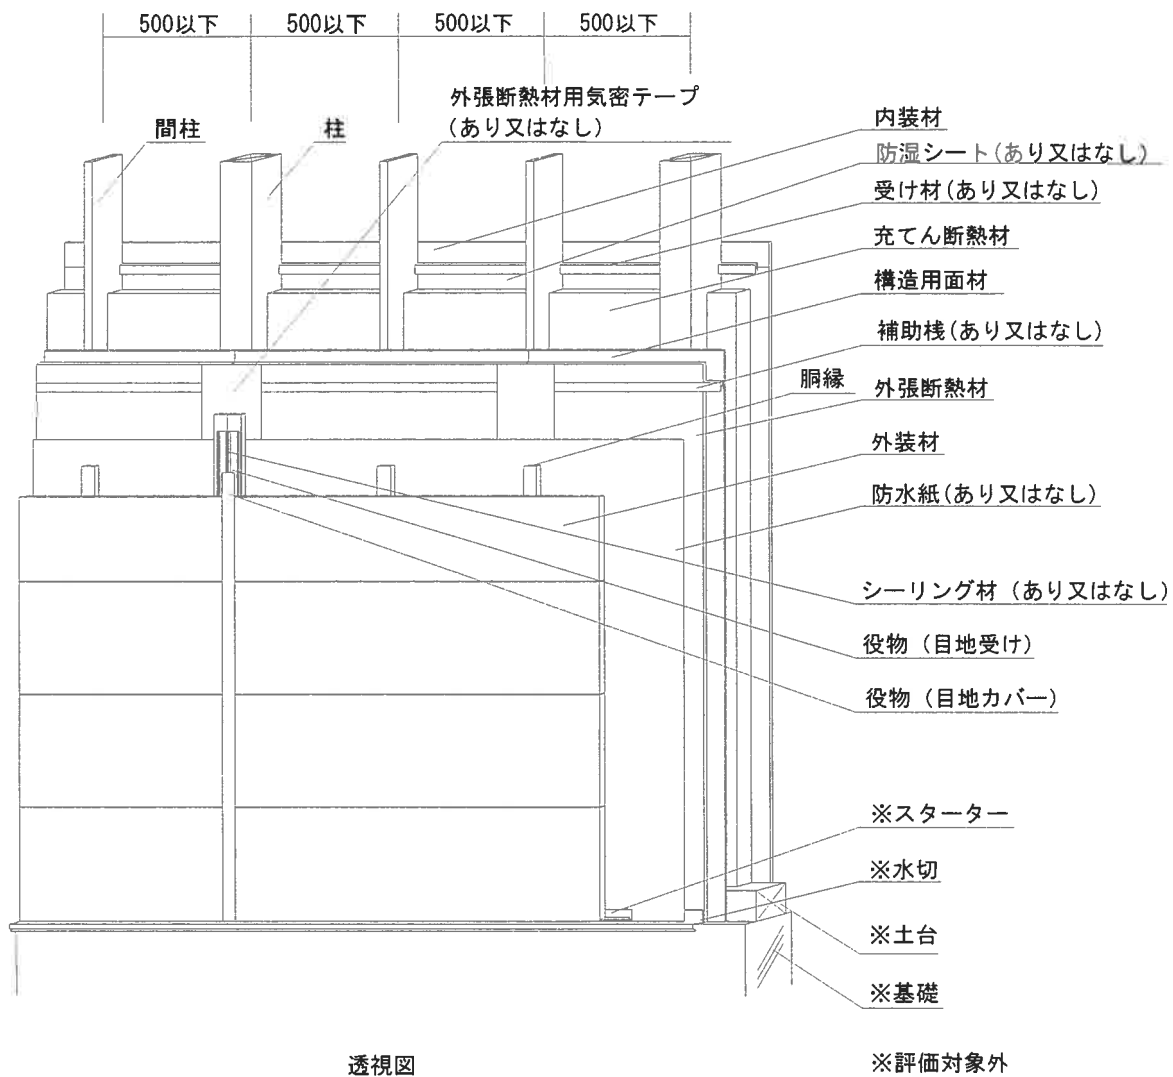 500以下
500以下
500以下
500以下
外張断熱材用気密テープ
(あり又はなし)
間柱
柱
内装材
防湿シート(あり又はなし)
受け材(あり又はなし)
充てん断熱材
構造用面材
補助桟(あり又はなし)
胴縁
外張断熱材
外装材
防水紙(あり又はなし)
シーリング材 (あり又はなし)
役物 (目地受け)
役物 (目地カバー)
※スターター
※水切
※土台
※基礎
透視図
※評価対象外